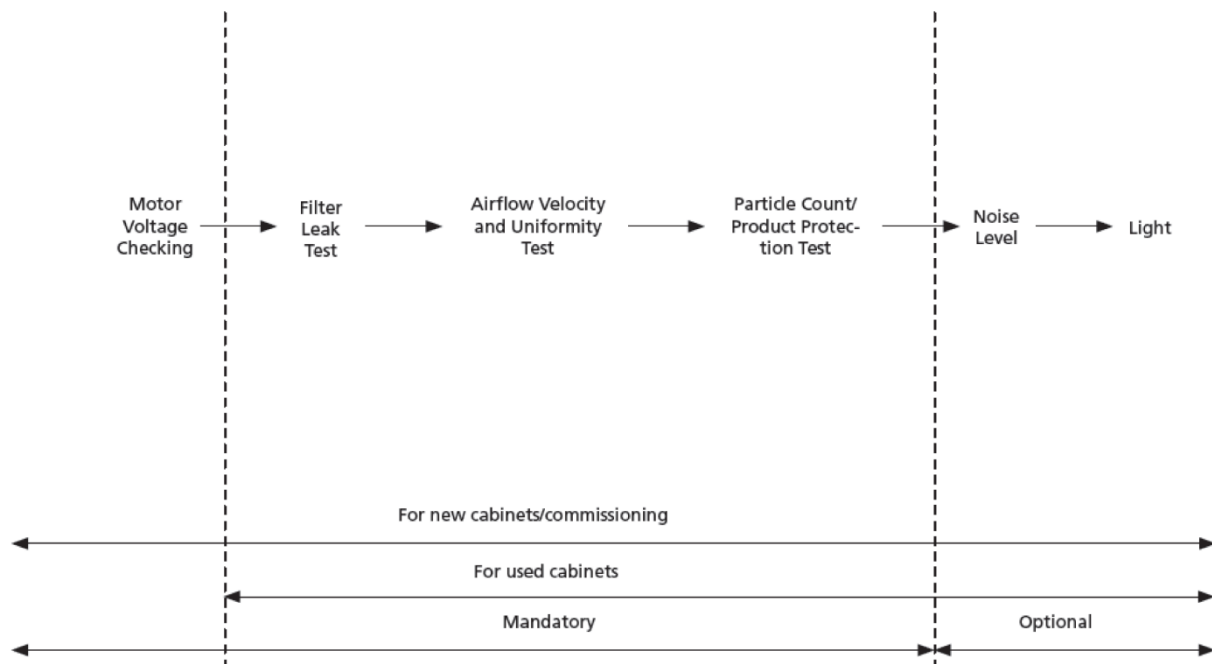 Motor
Voltage
Checking
Filter
Leak
Test
Airflow Velocity
and Uniformity
Test
Particle Count/
Product Protec-
tion Test
Noise
Level
Light
For new cabinets/commissioning
For used cabinets
Mandatory
Optional